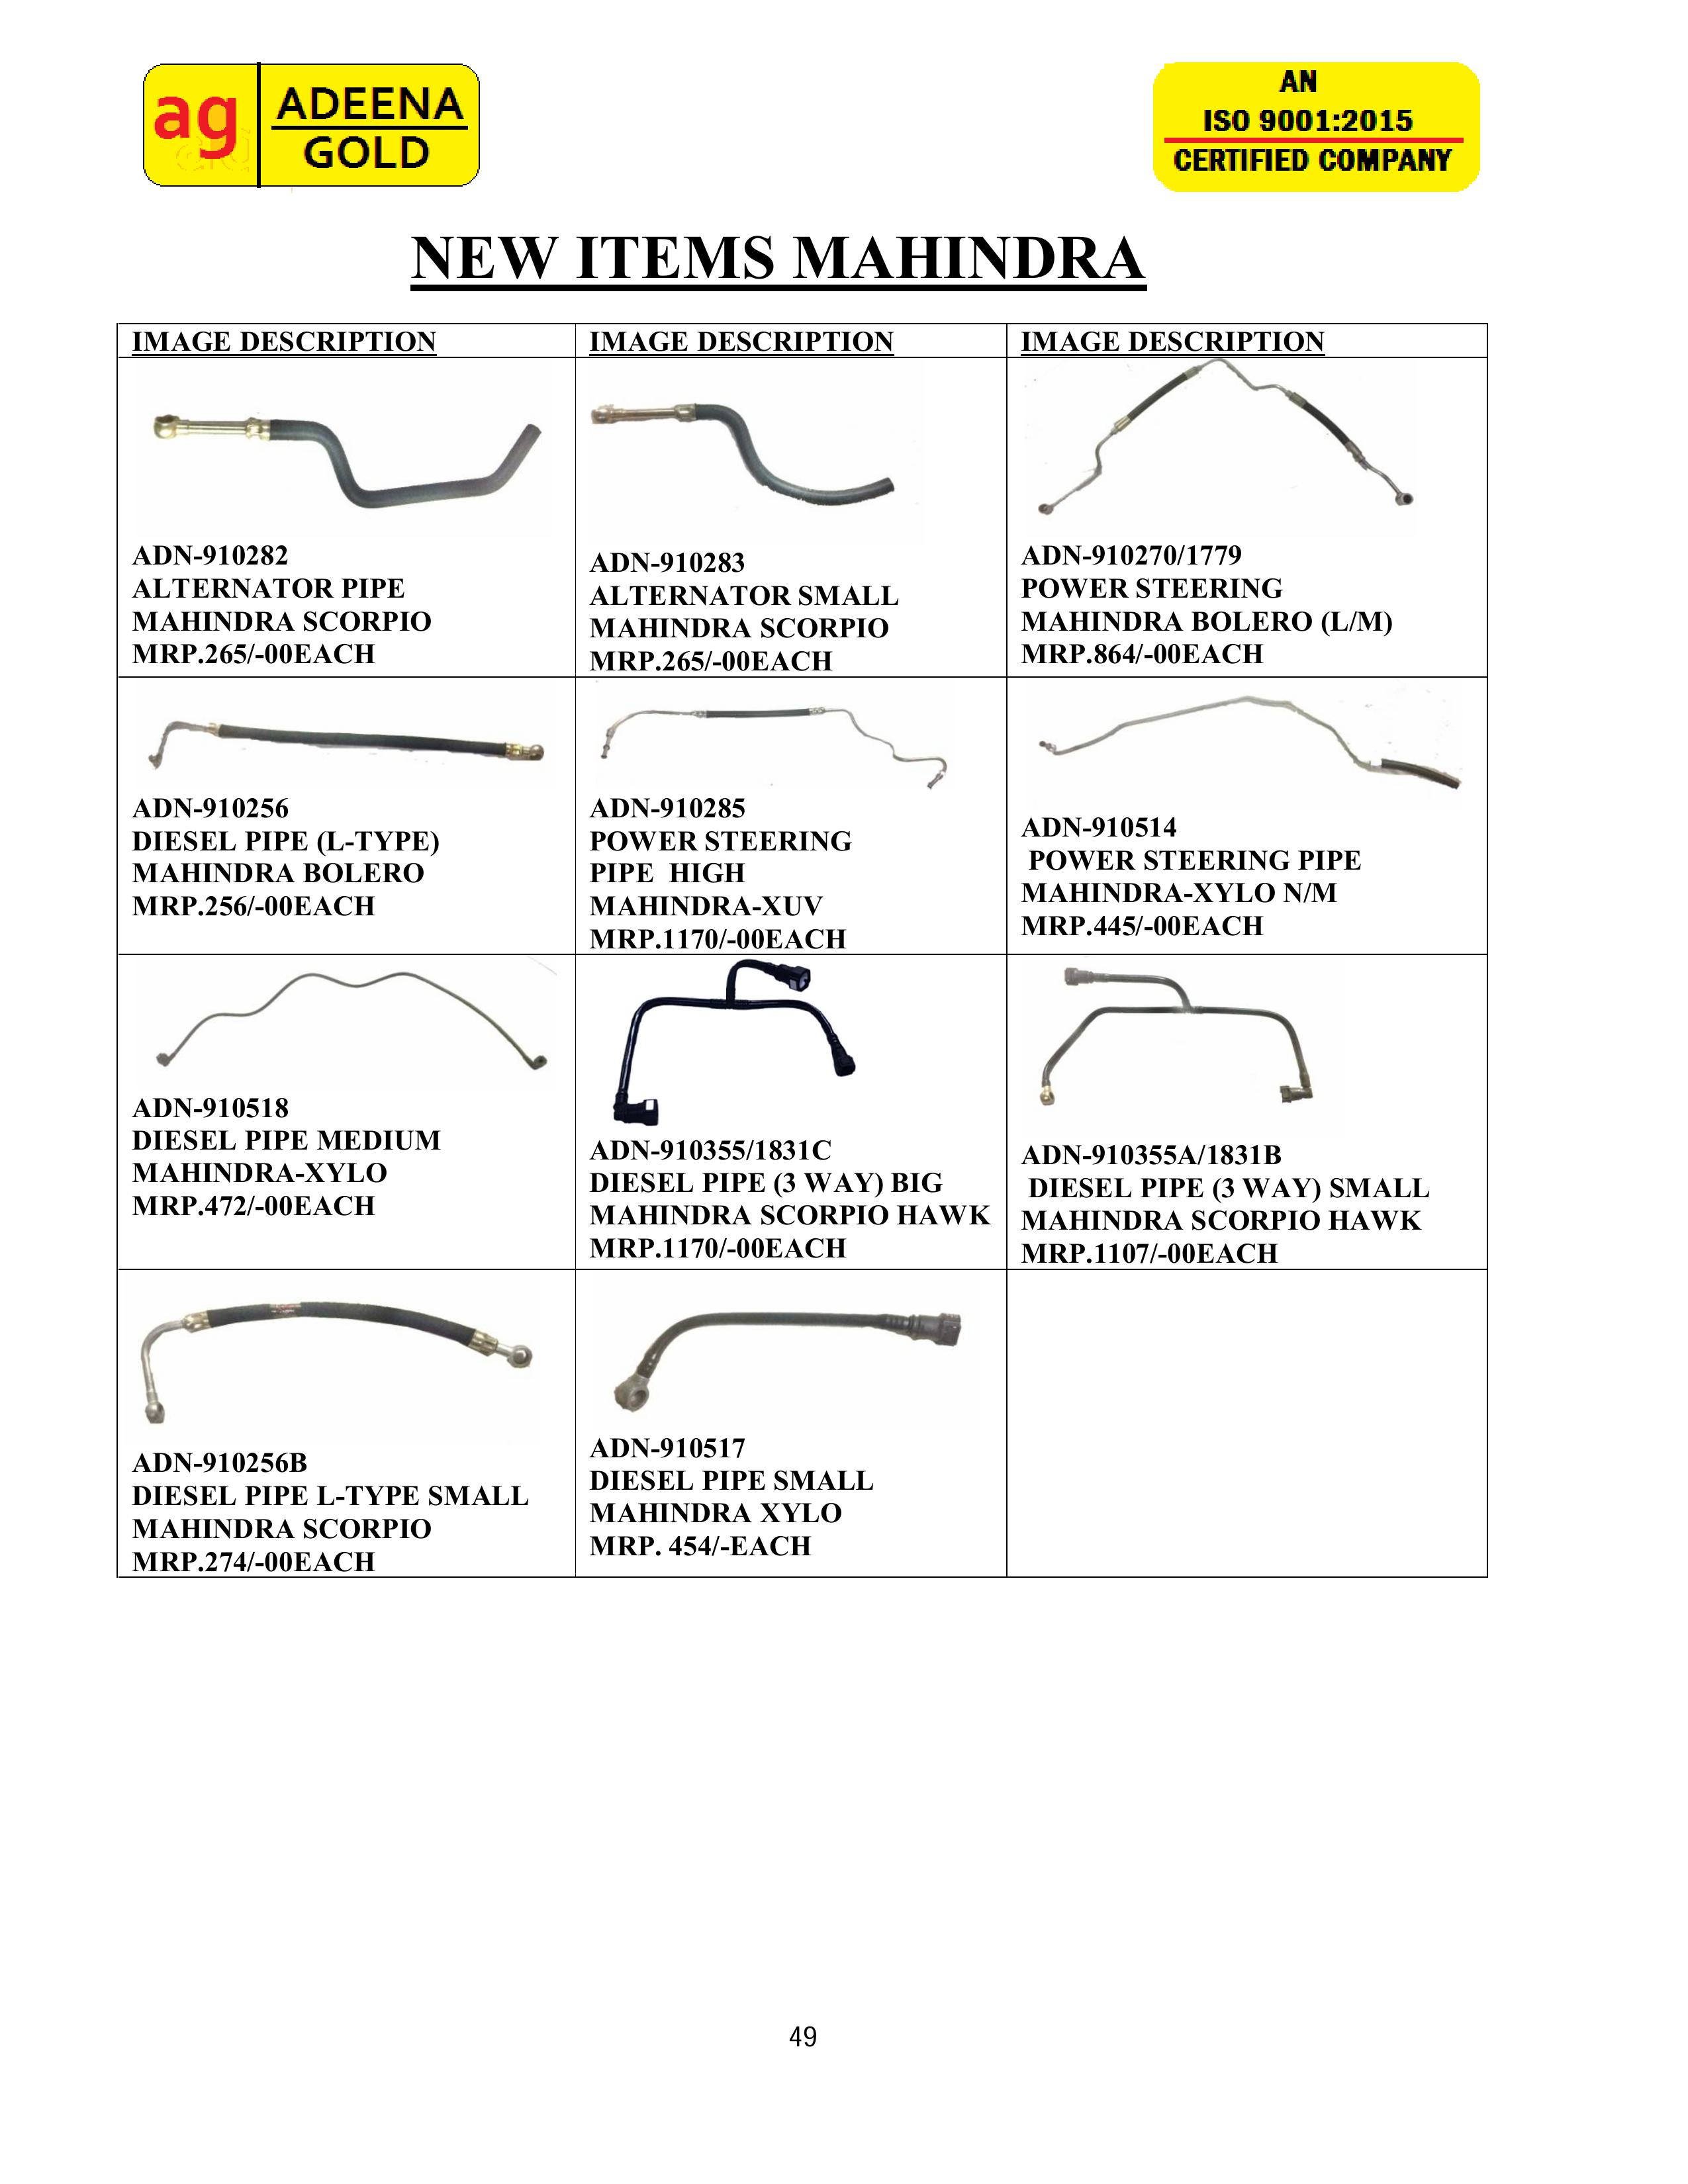 ag
ADEENA
GOLD
AN
ISO 9001:2015
CERTIFIED COMPANY
NEW ITEMS MAHINDRA
IMAGE DESCRIPTION
IMAGE DESCRIPTION
IMAGE DESCRIPTION
ADN-910282
ALTERNATOR PIPE
MAHINDRA SCORPIO
MRP.265/-00EACH
ADN-910283
ALTERNATOR SMALL
MAHINDRA SCORPIO
MRP.265/-00EACH
ADN-910270/1779
POWER STEERING
MAHINDRA BOLERO (L/M)
MRP.864/-00EACH
ADN-910256
DIESEL PIPE (L-TYPE)
MAHINDRA BOLERO
MRP.256/-00EACH
ADN-910285
POWER STEERING
PIPE HIGH
MAHINDRA-XUV
MRP.1170/-00EACH
ADN-910514
POWER STEERING PIPE
MAHINDRA-XYLO N/M
MRP.445/-00EACH
ADN-910518
DIESEL PIPE MEDIUM
MAHINDRA-XYLO
MRP.472/-00EACH
ADN-910355/1831C
DIESEL PIPE (3 WAY) BIG
MAHINDRA SCORPIO HAWK
MRP.1170/-00EACH
ADN-910355A/1831B
DIESEL PIPE (3 WAY) SMALL
MAHINDRA SCORPIO HAWK
MRP.1107/-00EACH
ADN-910256B
DIESEL PIPE L-TYPE SMALL
MAHINDRA SCORPIO
MRP.274/-00EACH
ADN-910517
DIESEL PIPE SMALL
MAHINDRA XYLO
MRP. 454/-EACH
49